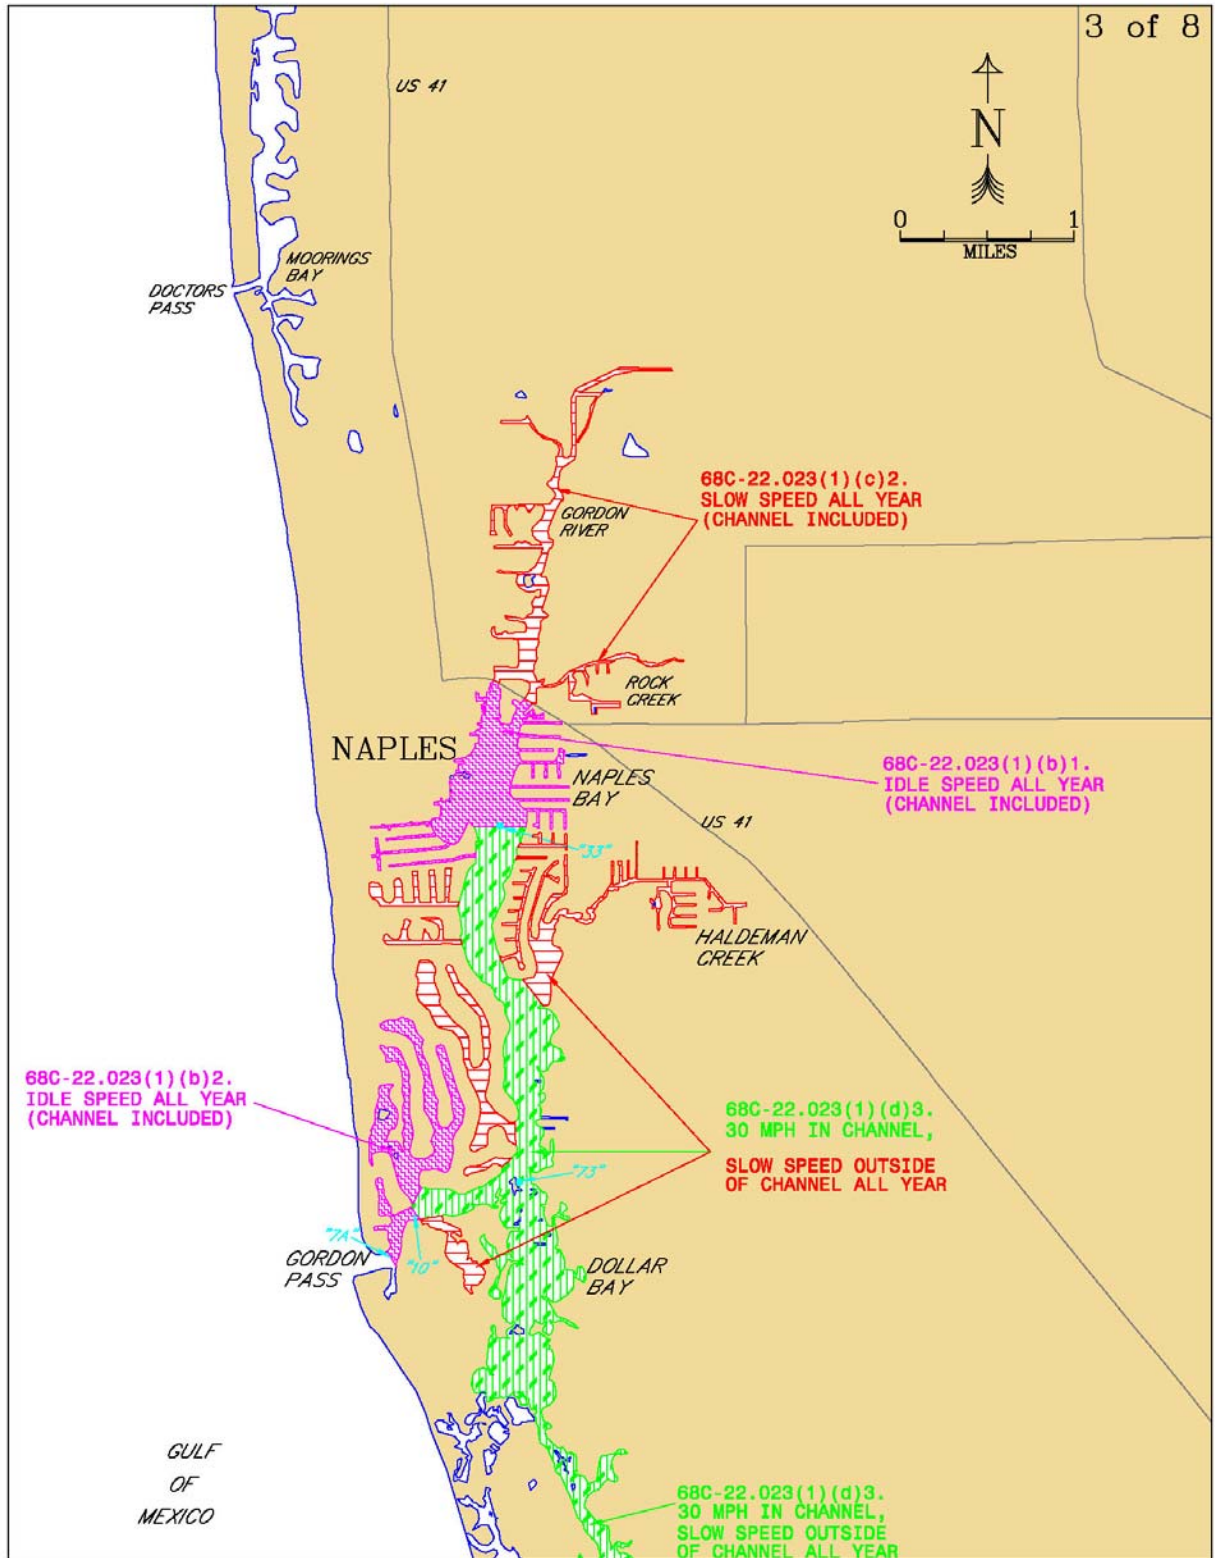 3 of 8
US 41
N
0 1
MILES
MOORINGS
BAY
DOCTORS
PASS
68C-22.023(1)(c)2.
SLOW SPEED ALL YEAR
(CHANNEL INCLUDED)
GORDON
RIVER
ROCK
CREEK
NAPLES
68C-22.023(1)(b)1.
IDLE SPEED ALL YEAR
(CHANNEL INCLUDED)
NAPLES
BAY
US 41
"33"
HALDEMAN
CREEK
68C-22.023(1)(b)2.
IDLE SPEED ALL YEAR
(CHANNEL INCLUDED)
68C-22.023(1)(d)3.
30 MPH IN CHANNEL,
SLOW SPEED OUTSIDE
OF CHANNEL ALL YEAR
"73"
"7A"
"10"
GORDON
PASS
DOLLAR
BAY
GULF
OF
MEXICO
68C-22.023(1)(d)3.
30 MPH IN CHANNEL,
SLOW SPEED OUTSIDE
OF CHANNEL ALL YEAR